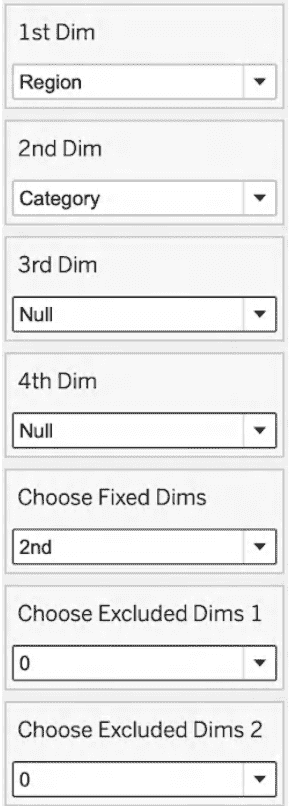 1st Dim
Region
2nd Dim
Category
3rd Dim
Null
4th Dim
Null
Choose Fixed Dims
2nd
Choose Excluded Dims 1
0
Choose Excluded Dims 2
0